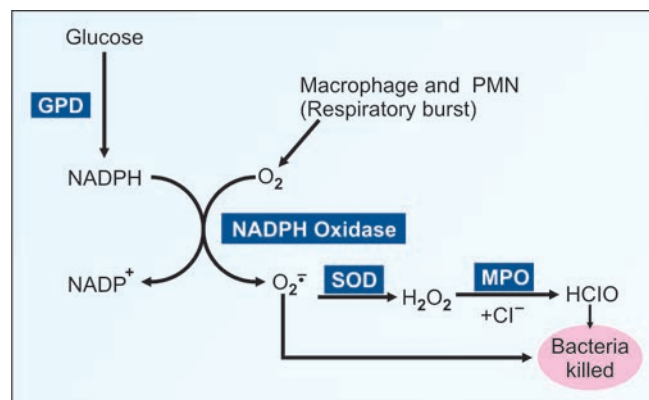 Glucose
GPD
Macrophage and PMN
(Respiratory burst)
NADPH
O₂
NADPH Oxidase
NADP⁺
O₂•̄
SOD
H₂O₂
MPO
+Cl⁻
HClO
Bacteria
killed